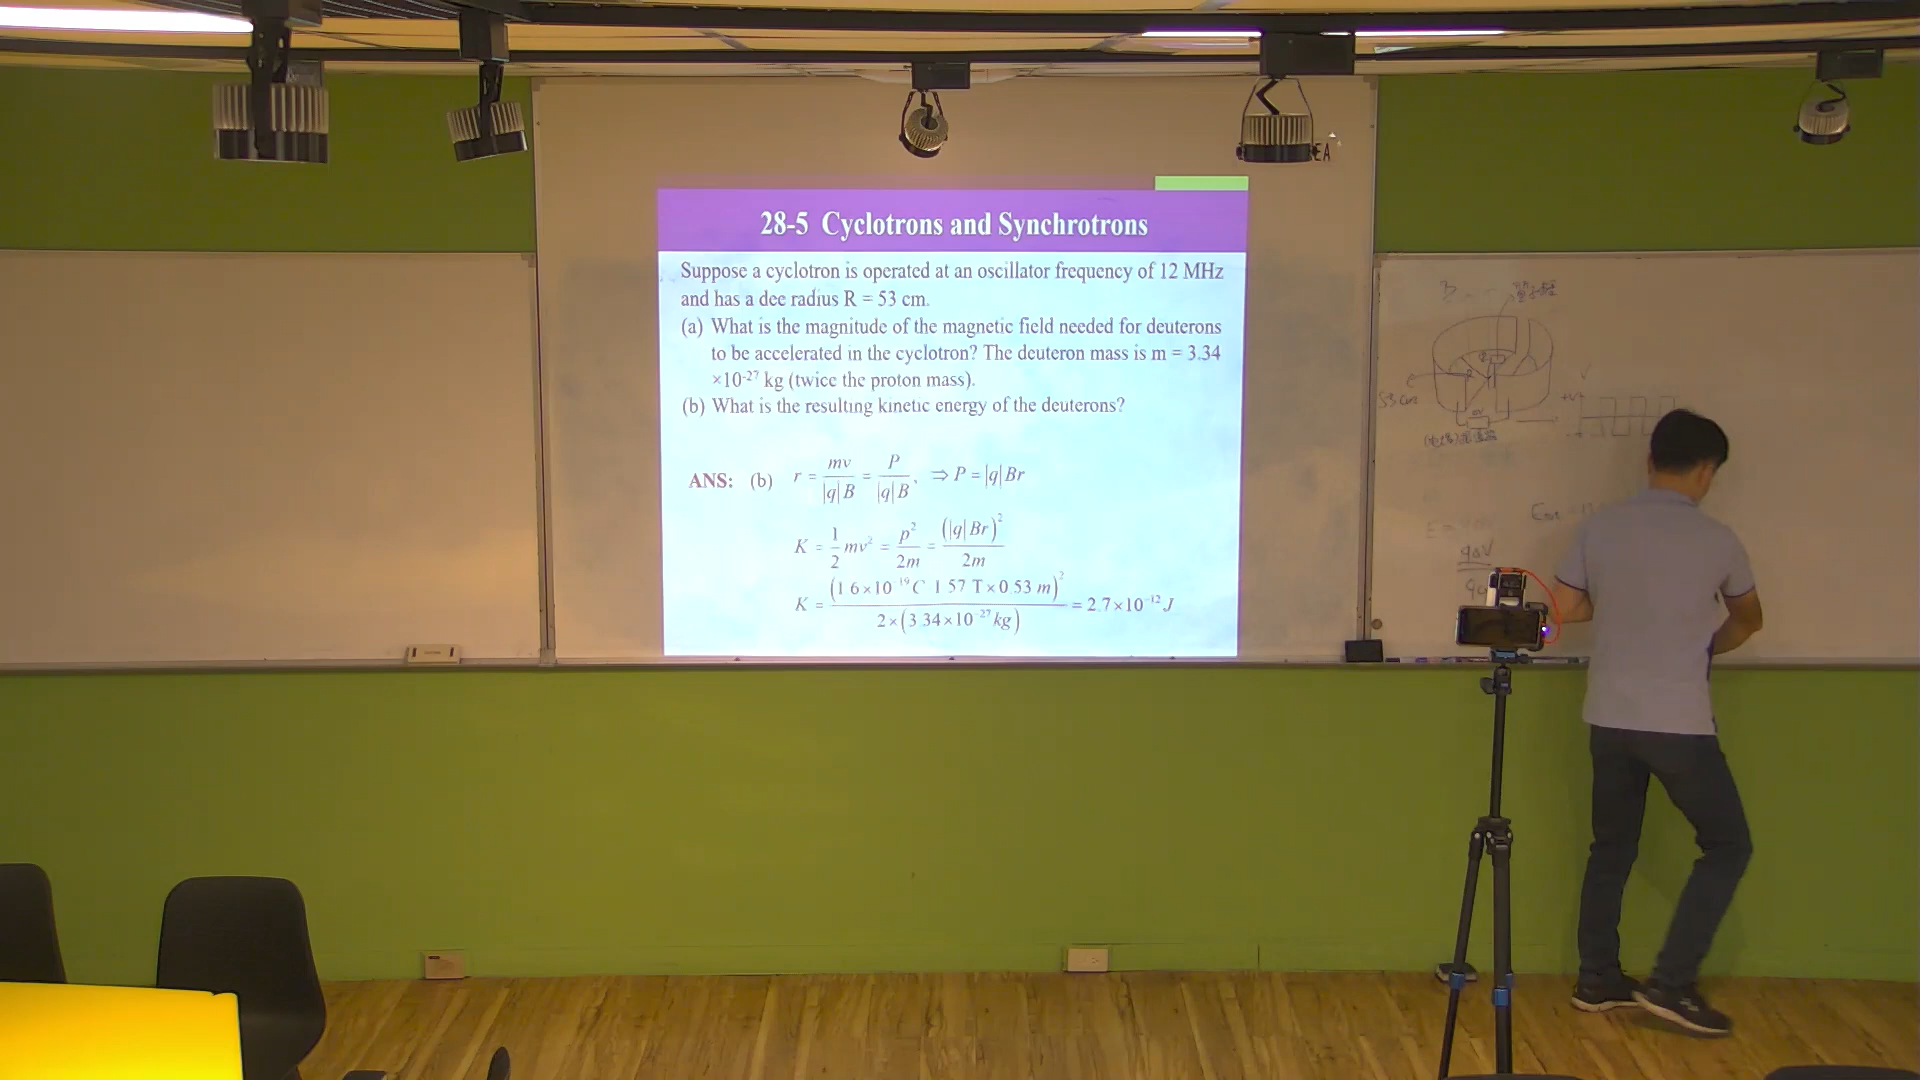 28-5 Cyclotrons and Synchrotrons
Suppose a cyclotron is operated at an oscillator frequency of 12 MHz
and has a dee radius R = 53 cm.
(a) What is the magnitude of the magnetic field needed for deuterons
to be accelerated in the cyclotron? The deuteron mass is m = 3.34
×10⁻²⁷ kg (twice the proton mass).
(b) What is the resulting kinetic energy of the deuterons?
ANS: (b) r = mv / |q|B = P / |q|B, ⇒ P = |q|Br
K = 1/2 mv² = p²/2m = (|q|Br)²/2m
K = (1 6×10⁻¹⁹C 1 57 T×0 53 m)² / 2×(3 34×10⁻²⁷kg) = 2 7×10⁻¹² J
EA
B
53 cm
+V
qΔV